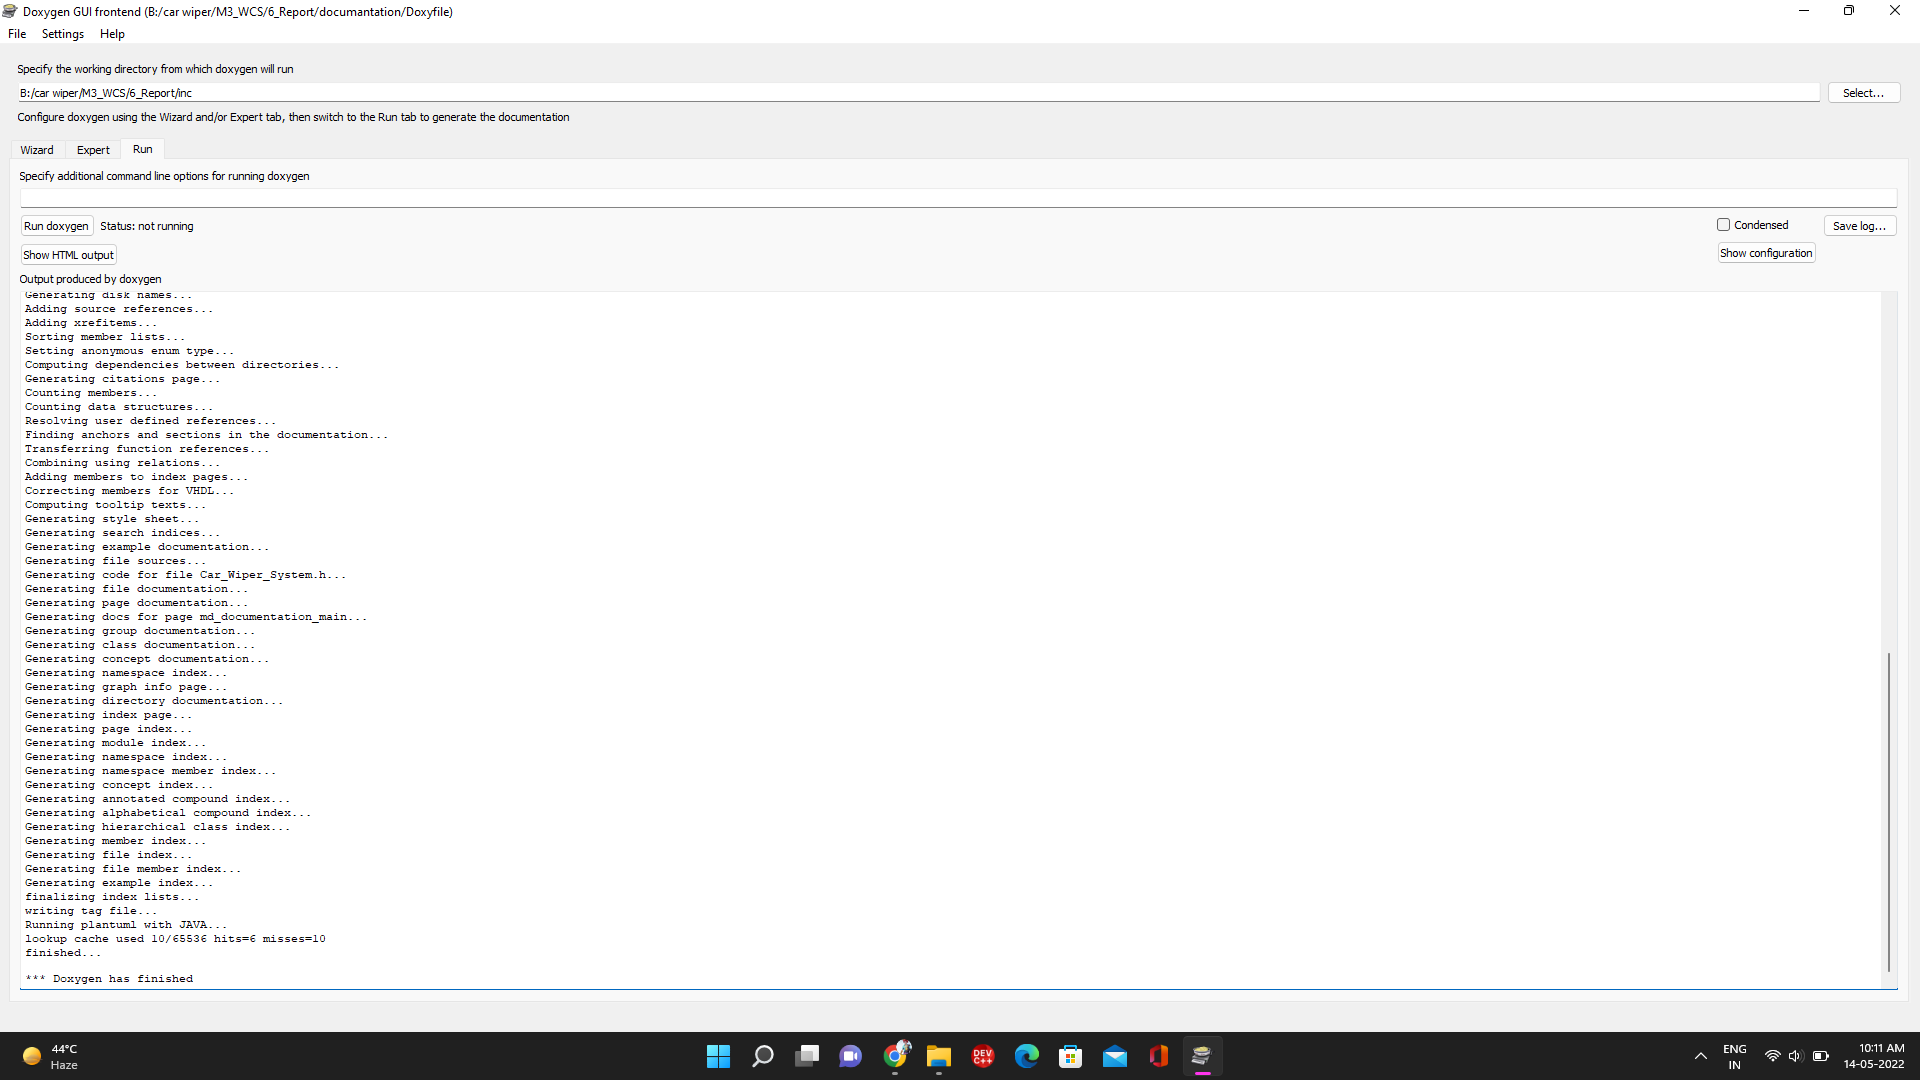 Doxygen GUI frontend (B:/car wiper/M3_WCS/6_Report/documantation/Doxyfile)
File Settings Help
Specify the working directory from which doxygen will run
B:/car wiper/M3_WCS/6_Report/inc
Select...
Configure doxygen using the Wizard and/or Expert tab, then switch to the Run tab to generate the documentation
Wizard Expert Run
Specify additional command line options for running doxygen
Run doxygen Status: not running Condensed Save log...
Show HTML output Show configuration
Output produced by doxygen
Generating disk names...
Adding source references...
Adding xrefitems...
Sorting member lists...
Setting anonymous enum type...
Computing dependencies between directories...
Generating citations page...
Counting members...
Counting data structures...
Resolving user defined references...
Finding anchors and sections in the documentation...
Transferring function references...
Combining using relations...
Adding members to index pages...
Correcting members for VHDL...
Computing tooltip texts...
Generating style sheet...
Generating search indices...
Generating example documentation...
Generating file sources...
Generating code for file Car_Wiper_System.h...
Generating file documentation...
Generating page documentation...
Generating docs for page md_documentation_main...
Generating group documentation...
Generating class documentation...
Generating concept documentation...
Generating namespace index...
Generating graph info page...
Generating directory documentation...
Generating index page...
Generating page index...
Generating module index...
Generating namespace index...
Generating namespace member index...
Generating concept index...
Generating annotated compound index...
Generating alphabetical compound index...
Generating hierarchical class index...
Generating member index...
Generating file index...
Generating file member index...
Generating example index...
finalizing index lists...
writing tag file...
Running plantuml with JAVA...
lookup cache used 10/65536 hits=6 misses=10
finished...
*** Doxygen has finished
44°C
Haze
DEV
C++
ENG
IN
10:11 AM
14-05-2022